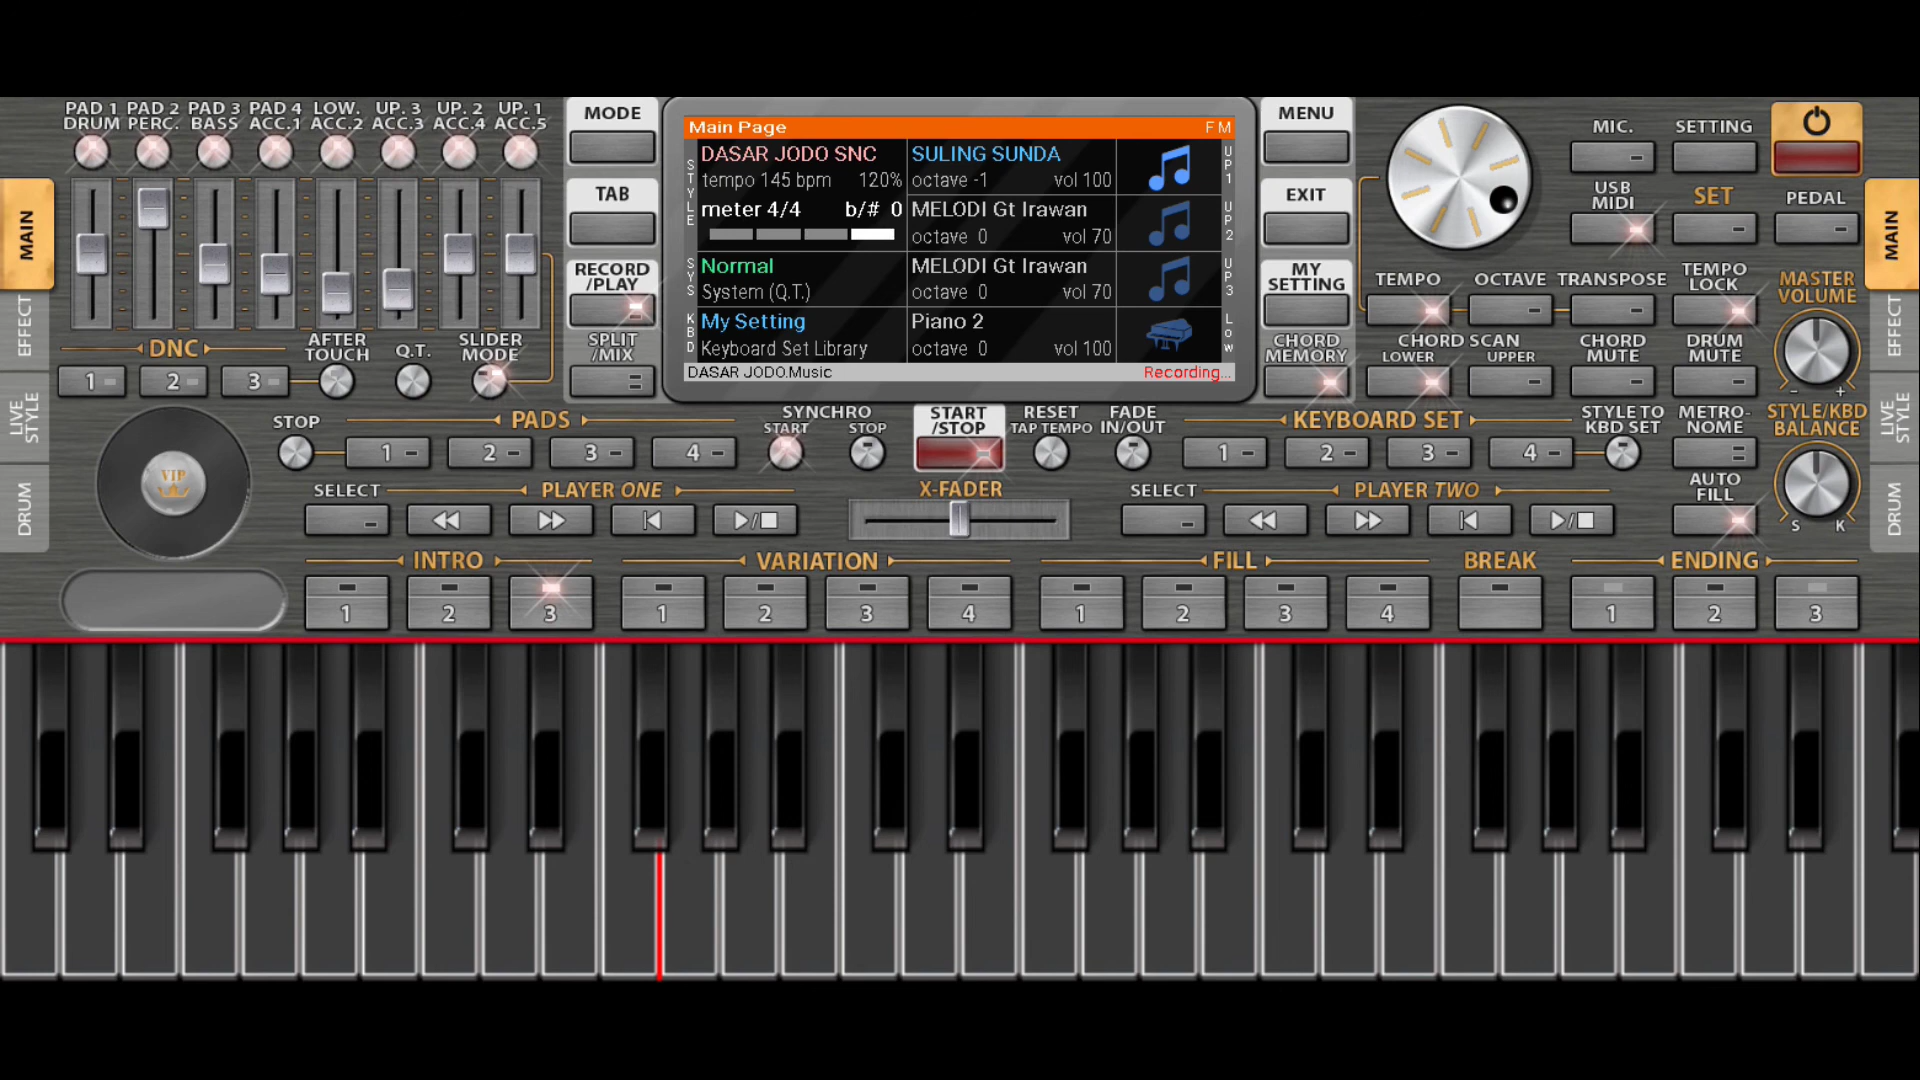 PAD 1 PAD 2 PAD 3 PAD 4 LOW. UP. 3 UP. 2 UP. 1
DRUM PERC. BASS ACC.1 ACC.2 ACC.3 ACC.4 ACC.5
MAIN
EFFECT
LIVE STYLE
DRUM
DNC
1 2 3
AFTER TOUCH
Q.T.
SLIDER MODE
MODE
TAB
RECORD /PLAY
SPLIT /MIX
Main Page FM
STYLE
DASAR JODO SNC
tempo 145 bpm 120%
meter 4/4 b/# 0
SYS
Normal
System (Q.T.)
KBD
My Setting
Keyboard Set Library
SULING SUNDA
octave -1 vol 100
UP1
MELODI Gt Irawan
octave 0 vol 70
UP2
MELODI Gt Irawan
octave 0 vol 70
UP3
Piano 2
octave 0 vol 100
Low
DASAR JODO.Music Recording...
MENU
EXIT
MY SETTING
CHORD MEMORY
MIC.
SETTING
USB MIDI
SET
PEDAL
TEMPO
OCTAVE
TRANSPOSE
TEMPO LOCK
MASTER VOLUME
- +
CHORD SCAN
LOWER UPPER
CHORD MUTE
DRUM MUTE
MAIN
EFFECT
LIVE STYLE
DRUM
VIP
STOP
PADS
1 2 3 4
SYNCHRO
START STOP
START /STOP
RESET
TAP TEMPO
FADE IN/OUT
KEYBOARD SET
1 2 3 4
STYLE TO KBD SET
METRO- NOME
STYLE/KBD BALANCE
S K
SELECT
PLAYER ONE
X-FADER
SELECT
PLAYER TWO
AUTO FILL
INTRO
1 2 3
VARIATION
1 2 3 4
FILL
1 2 3 4
BREAK
ENDING
1 2 3